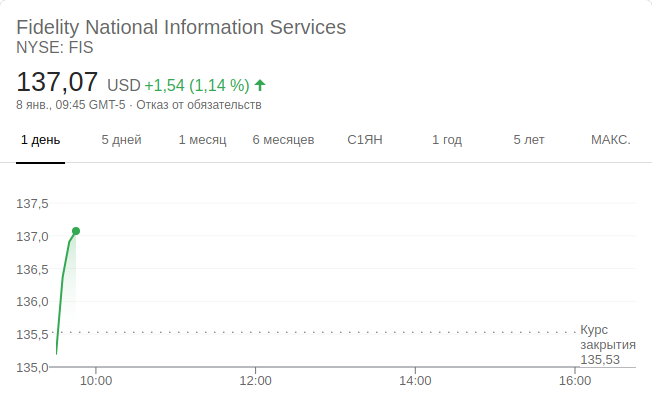 Fidelity National Information Services
NYSE: FIS
137,07 USD +1,54 (1,14 %)
8 янв., 09:45 GMT-5 · Отказ от обязательств
1 день 5 дней 1 месяц 6 месяцев С1ЯН 1 год 5 лет МАКС.
137,5
137,0
136,5
136,0
135,5
135,0
Курс
закрытия
135,53
10:00 12:00 14:00 16:00